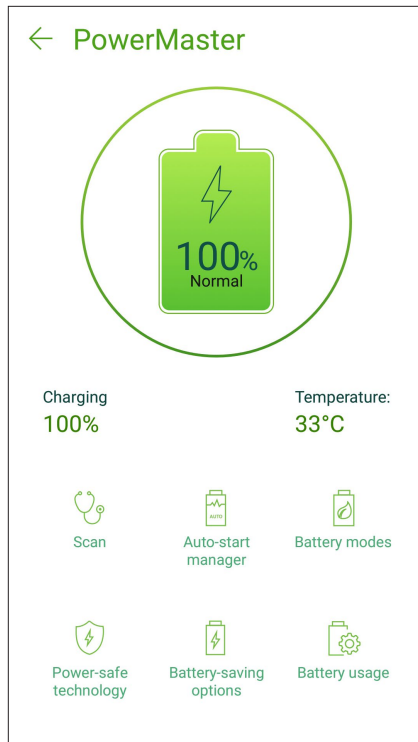 PowerMaster
100%
Normal
Charging
100%
Temperature:
33°C
Scan
AUTO
Auto-start
manager
Battery modes
Power-safe
technology
Battery-saving
options
Battery usage